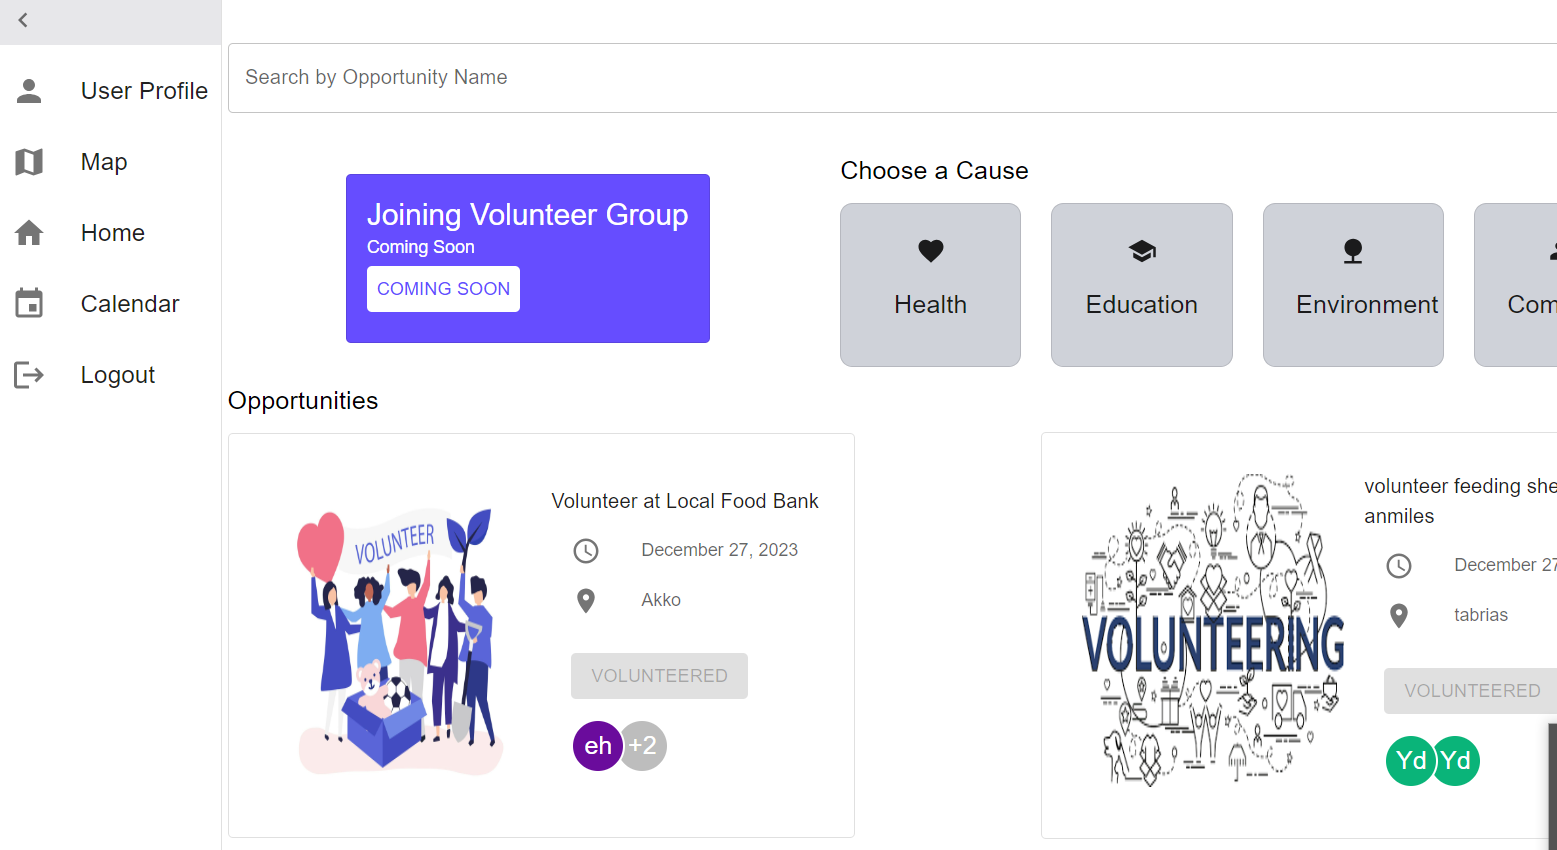 User Profile
Map
Home
Calendar
Logout
Search by Opportunity Name
Joining Volunteer Group
Coming Soon
COMING SOON
Choose a Cause
Health
Education
Environment
Com
Opportunities
VOLUNTEER
Volunteer at Local Food Bank
December 27, 2023
Akko
VOLUNTEERED
eh +2
VOLUNTEERING
volunteer feeding she
anmiles
December 27
tabrias
VOLUNTEERED
Yd Yd